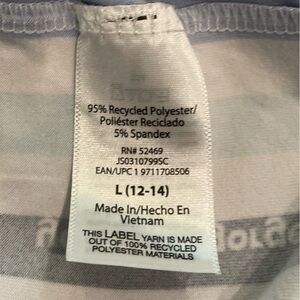 95% Recycled Polyester/
Poliéster Reciclado
5% Spandex
RN# 52469
JS03107995C
EAN/UPC 1 9711708506
L (12-14)
Made in/Hecho En
Vietnam
THIS LABEL YARN IS MADE
OUT OF 100% RECYCLED
POLYESTER MATERIALS